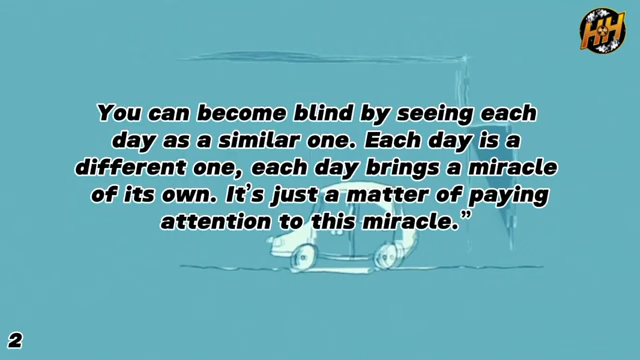 HH
You can become blind by seeing each
day as a similar one. Each day is a
different one, each day brings a miracle
of its own. It’s just a matter of paying
attention to this miracle.”
2